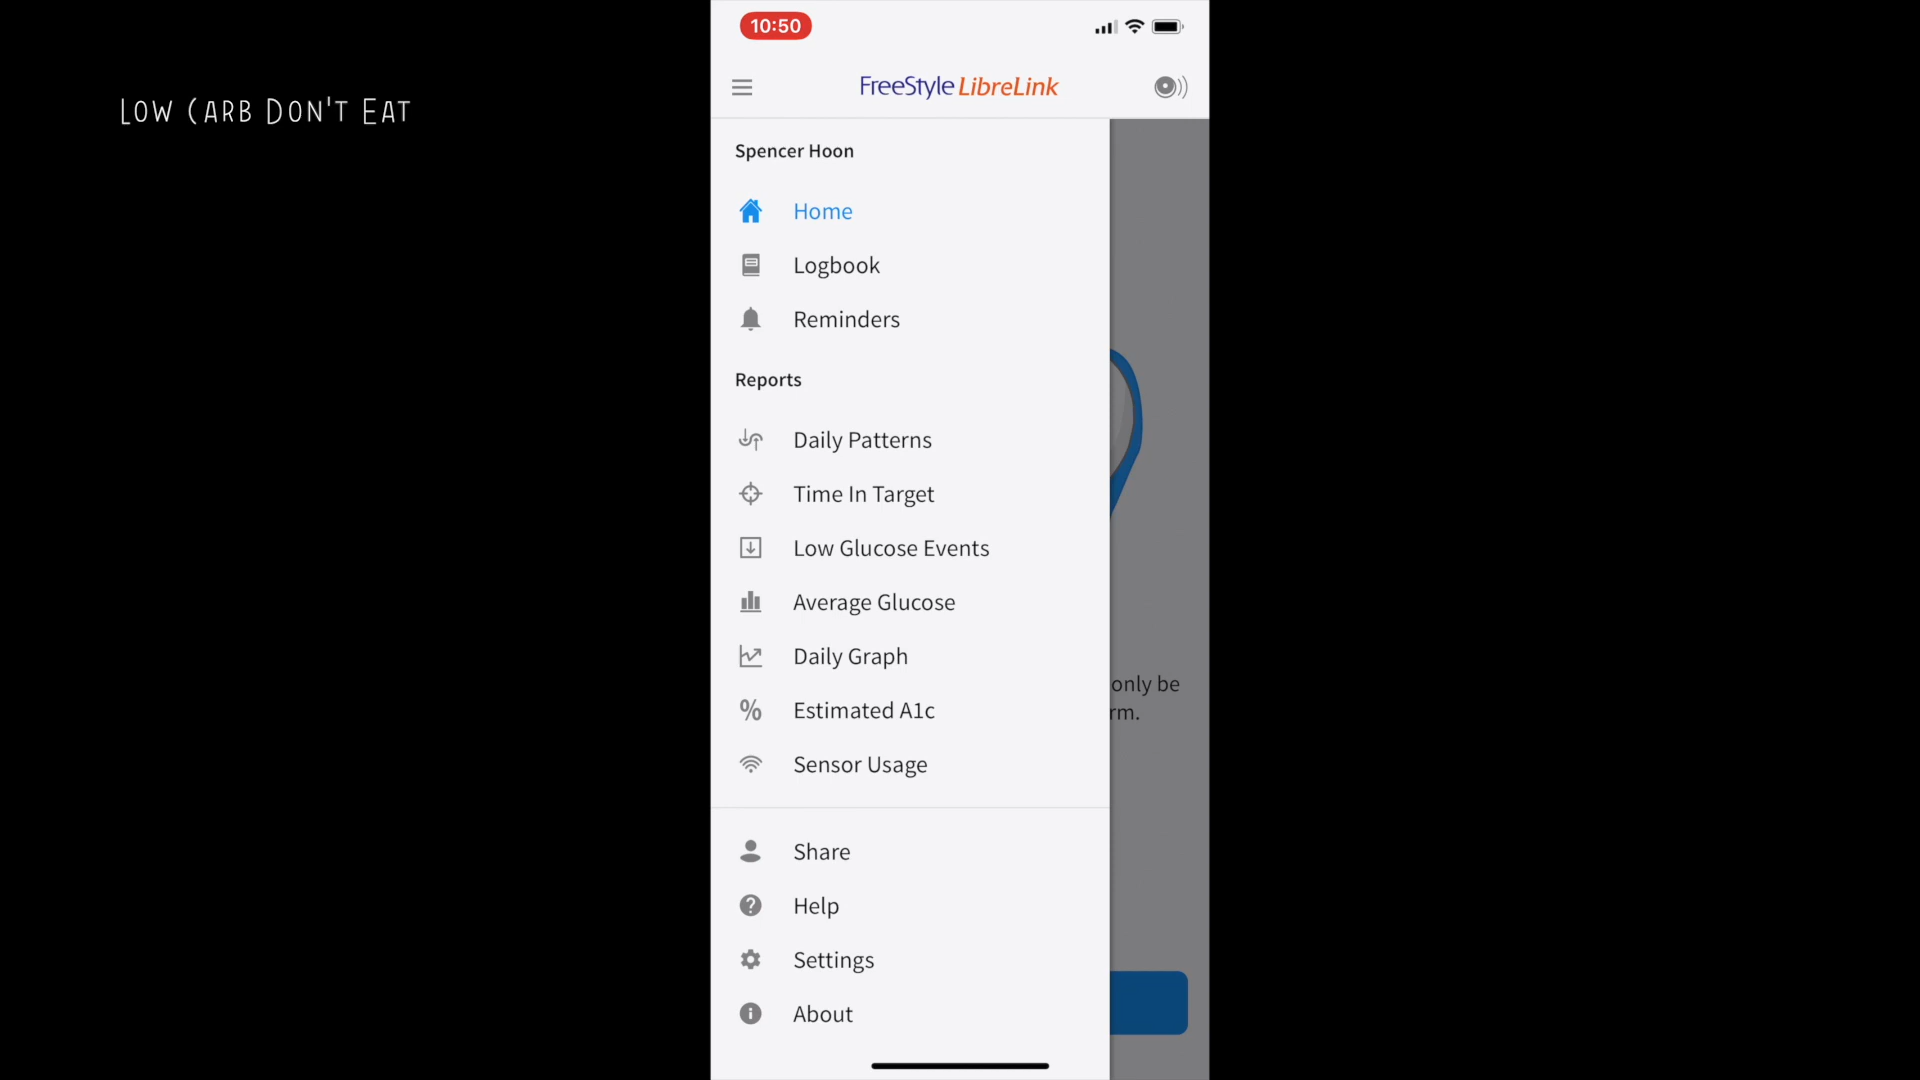 Low Carb Don't Eat
10:50
FreeStyle LibreLink
Spencer Hoon
Home
Logbook
Reminders
Reports
Daily Patterns
Time In Target
Low Glucose Events
Average Glucose
Daily Graph
Estimated A1c
Sensor Usage
only be
rm.
Share
Help
Settings
About